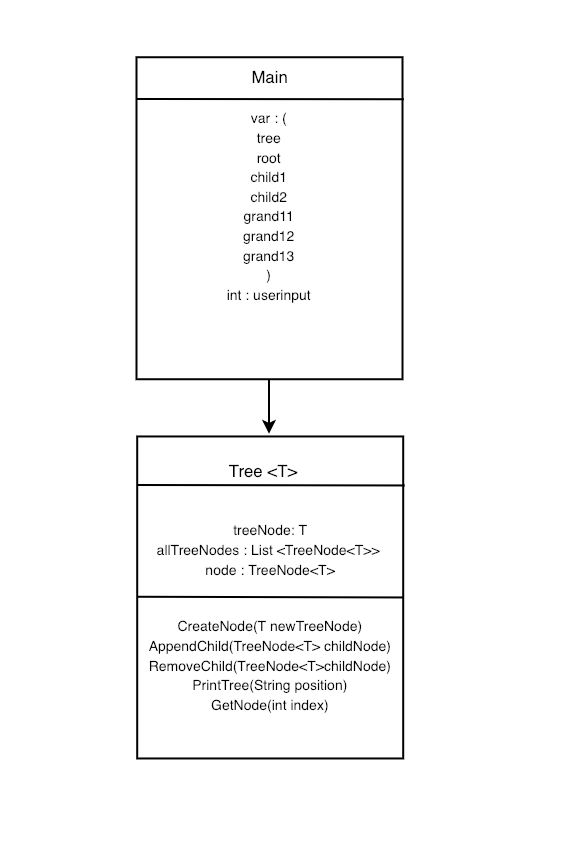 Main
var : (
tree
root
child1
child2
grand11
grand12
grand13
)
int : userinput
Tree <T>
treeNode: T
allTreeNodes : List <TreeNode<T>>
node : TreeNode<T>
CreateNode(T newTreeNode)
AppendChild(TreeNode<T> childNode)
RemoveChild(TreeNode<T>childNode)
PrintTree(String position)
GetNode(int index)